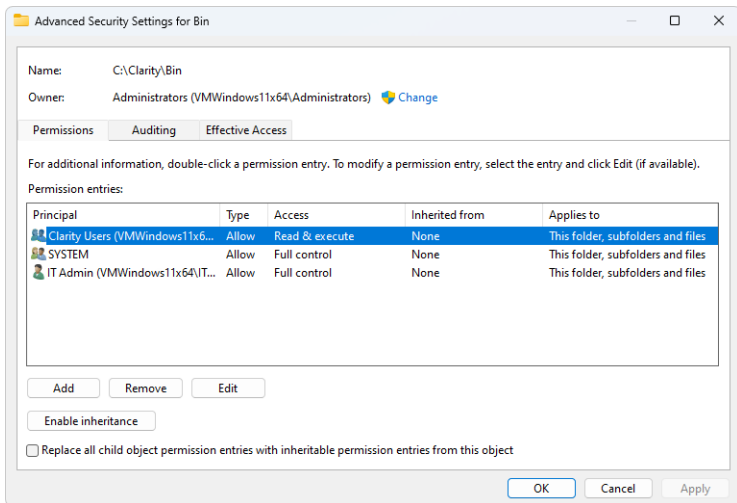 Advanced Security Settings for Bin
Name: C:\Clarity\Bin
Owner: Administrators (VMWindows11x64\Administrators) Change
Permissions Auditing Effective Access
For additional information, double-click a permission entry. To modify a permission entry, select the entry and click Edit (if available).
Permission entries:
Principal Type Access Inherited from Applies to
Clarity Users (VMWindows11x6... Allow Read & execute None This folder, subfolders and files
SYSTEM Allow Full control None This folder, subfolders and files
IT Admin (VMWindows11x64\IT... Allow Full control None This folder, subfolders and files
Add Remove Edit
Enable inheritance
Replace all child object permission entries with inheritable permission entries from this object
OK Cancel Apply